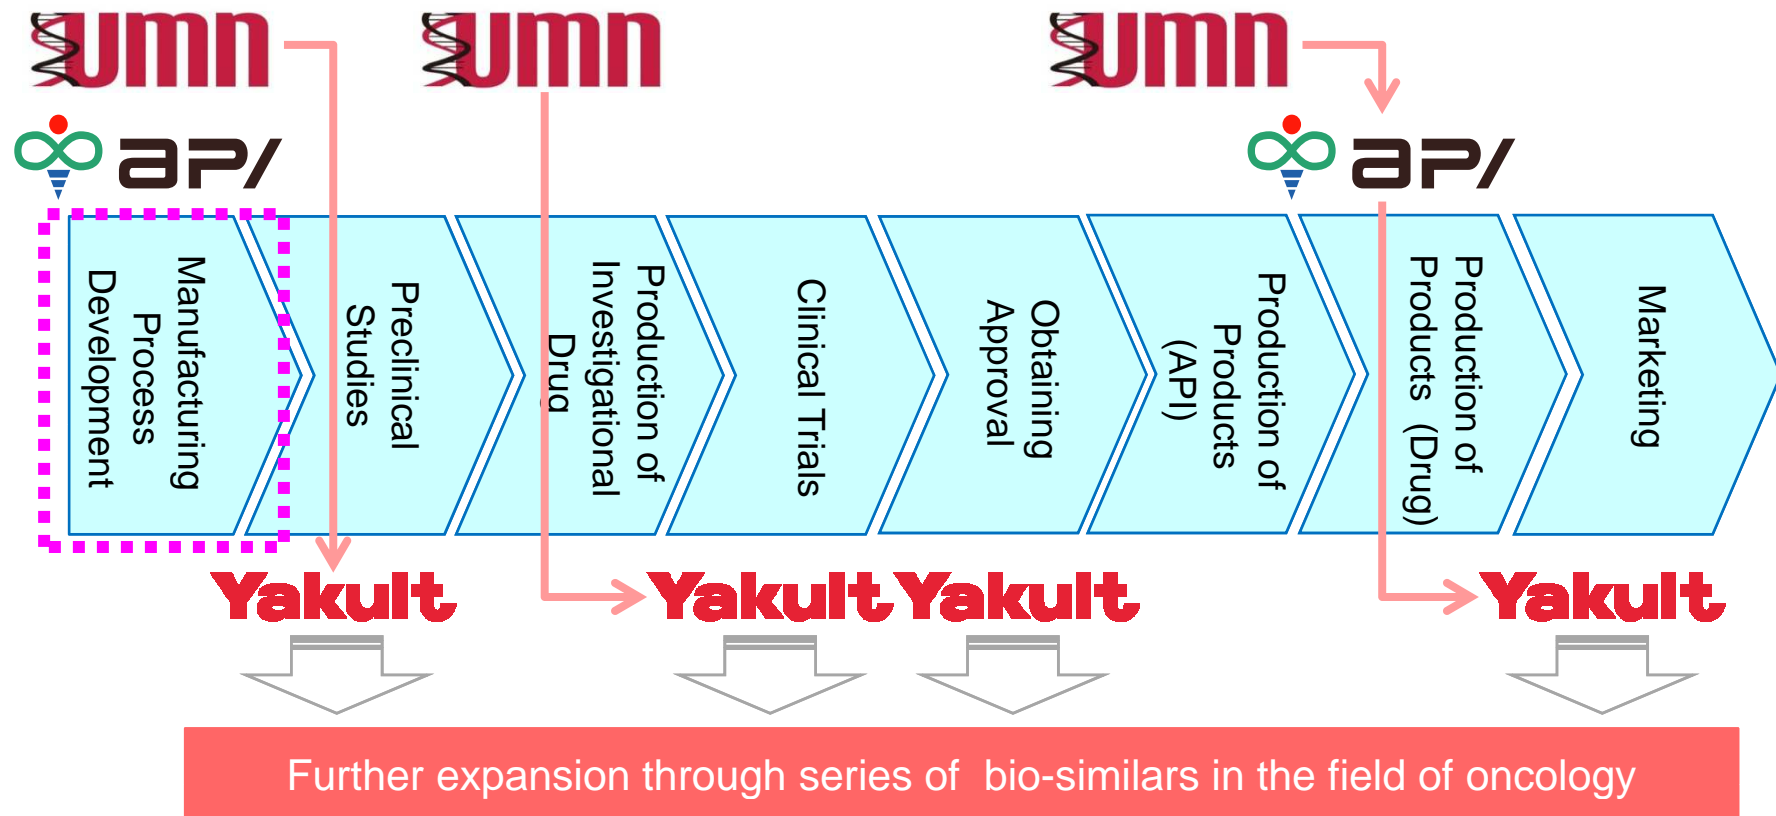 UMN
UMN
UMN
api
api
Manufacturing
Process
Development
Preclinical
Studies
Production of
Investigational
Drug
Clinical Trials
Obtaining
Approval
Production of
Products
(API)
Production of
Products (Drug)
Marketing
Yakult
Yakult
Yakult
Yakult
Further expansion through series of bio-similars in the field of oncology